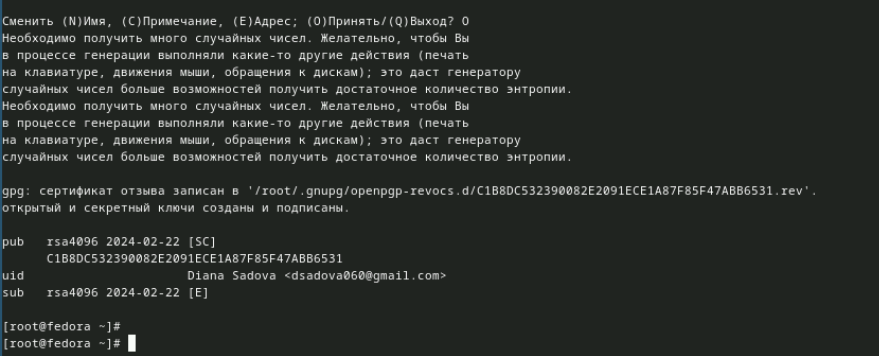 Сменить (N)Имя, (C)Примечание, (E)Адрес; (O)Принять/(Q)Выход? O
Необходимо получить много случайных чисел. Желательно, чтобы Вы
в процессе генерации выполняли какие-то другие действия (печать
на клавиатуре, движения мыши, обращения к дискам); это даст генератору
случайных чисел больше возможностей получить достаточное количество энтропии.
Необходимо получить много случайных чисел. Желательно, чтобы Вы
в процессе генерации выполняли какие-то другие действия (печать
на клавиатуре, движения мыши, обращения к дискам); это даст генератору
случайных чисел больше возможностей получить достаточное количество энтропии.
gpg: сертификат отзыва записан в '/root/.gnupg/openpgp-revocs.d/C1B8DC532390082E2091ECE1A87F85F47ABB6531.rev'.
открытый и секретный ключи созданы и подписаны.
pub   rsa4096 2024-02-22 [SC]
      C1B8DC532390082E2091ECE1A87F85F47ABB6531
uid                      Diana Sadova <dsadova060@gmail.com>
sub   rsa4096 2024-02-22 [E]
[root@fedora ~]#
[root@fedora ~]#